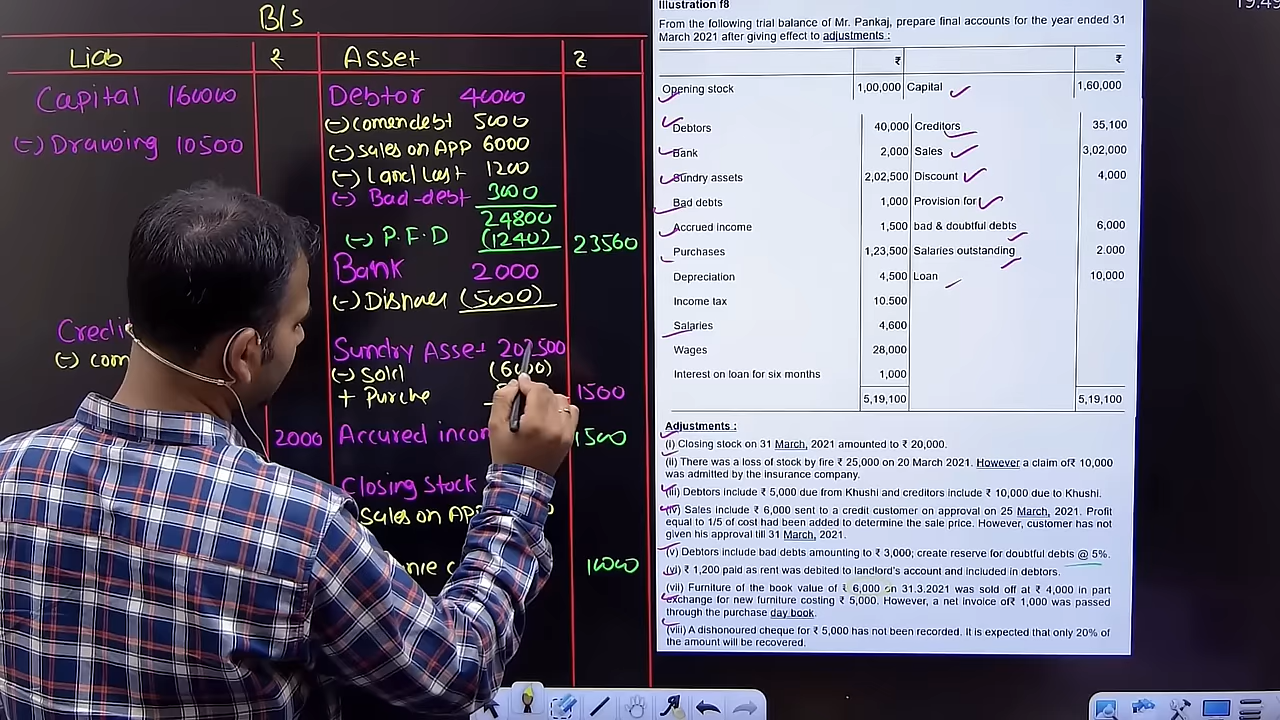 B/s
Liab ₹ Asset ₹
Capital 160000
(-) Drawing 10500
(-) com
2000
Debtor 40000
(-) comendebt 5000
(-) Sales on APP 6000
(-) Land last 1200
(-) Bad-debt 3000
24800
(-) P.F.D (1240) 23560
Bank 2000
(-) Dishoner (5000)
Sundry Asset 202500
(-) Sold (6000)
+ Purche 1500
Accured incom 1500
Closing Stock
Sales on APP
10000
19:49
Illustration f8
From the following trial balance of Mr. Pankaj, prepare final accounts for the year ended 31
March 2021 after giving effect to adjustments :
₹ ₹
Opening stock 1,00,000 Capital 1,60,000
Debtors 40,000 Creditors 35,100
Bank 2,000 Sales 3,02,000
Sundry assets 2,02,500 Discount 4,000
Bad debts 1,000 Provision for
Accrued income 1,500 bad & doubtful debts 6,000
Purchases 1,23,500 Salaries outstanding 2.000
Depreciation 4,500 Loan 10,000
Income tax 10.500
Salaries 4,600
Wages 28,000
Interest on loan for six months 1,000
5,19,100 5,19,100
Adjustments :
(i) Closing stock on 31 March, 2021 amounted to ₹ 20,000.
(ii) There was a loss of stock by fire ₹ 25,000 on 20 March 2021. However a claim of₹ 10,000
was admitted by the insurance company.
(iii) Debtors include ₹ 5,000 due from Khushi and creditors include ₹ 10,000 due to Khushi.
(iv) Sales include ₹ 6,000 sent to a credit customer on approval on 25 March, 2021. Profit
equal to 1/5 of cost had been added to determine the sale price. However, customer has not
given his approval till 31 March, 2021.
(v) Debtors include bad debts amounting to ₹ 3,000; create reserve for doubtful debts @ 5%.
(vi) ₹ 1,200 paid as rent was debited to landlord's account and included in debtors.
(vii) Furniture of the book value of ₹ 6,000 on 31.3.2021 was sold off at ₹ 4,000 in part
exchange for new furniture costing ₹ 5,000. However, a net invoice of₹ 1,000 was passed
through the purchase day book.
(viii) A dishonoured cheque for ₹ 5,000 has not been recorded. It is expected that only 20% of
the amount will be recovered.